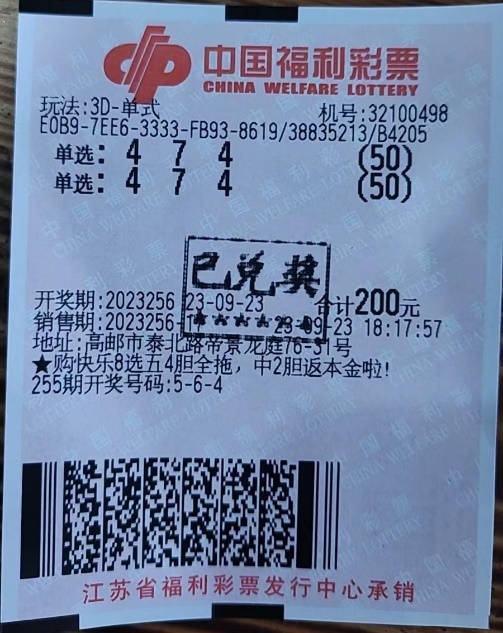 中国福利彩票
CHINA WELFARE LOTTERY
玩法:3D-单式 机号:32100498
E0B9-7EE6-3333-FB93-8619/38835213/B4205
单选: 4 7 4 (50)
单选: 4 7 4 (50)
已兑奖
开奖期:2023256 23-09-23 合计200元
销售期:2023256- 23-09-23 18:17:57
地址:高邮市泰北路帝景龙庭76-31号
★购快乐8选五4胆全拖，中2胆返本金啦!
255期开奖号码:5-6-4
江苏省福利彩票发行中心承销